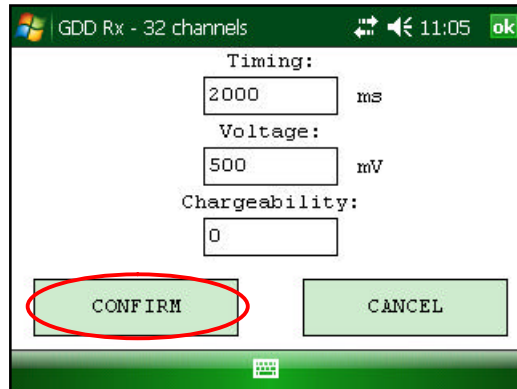 GDD Rx - 32 channels 11:05 ok
Timing:
2000 ms
Voltage:
500 mV
Chargeability:
0
CONFIRM CANCEL